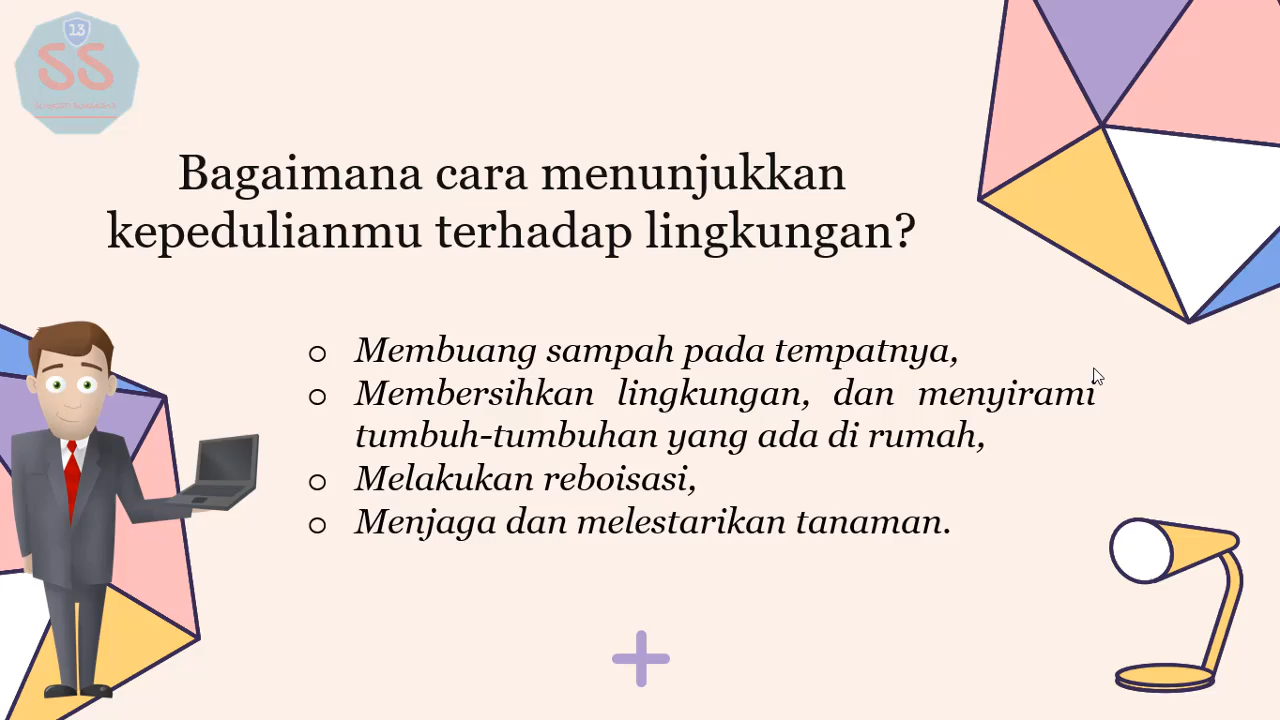 13
SS
Bagaimana cara menunjukkan
kepedulianmu terhadap lingkungan?
Membuang sampah pada tempatnya,
Membersihkan lingkungan, dan menyirami
tumbuh-tumbuhan yang ada di rumah,
Melakukan reboisasi,
Menjaga dan melestarikan tanaman.